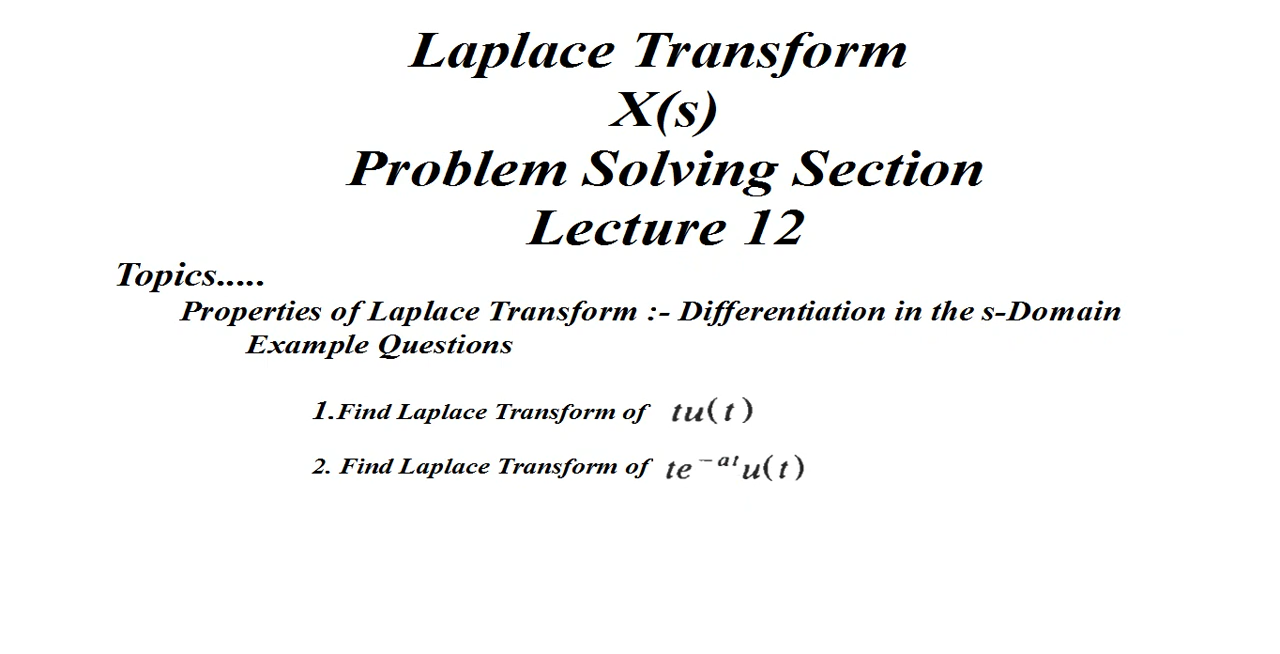 Laplace Transform
X(s)
Problem Solving Section
Lecture 12
Topics.....
Properties of Laplace Transform :- Differentiation in the s-Domain
Example Questions
1.Find Laplace Transform of tu(t)
2. Find Laplace Transform of te^{-at}u(t)